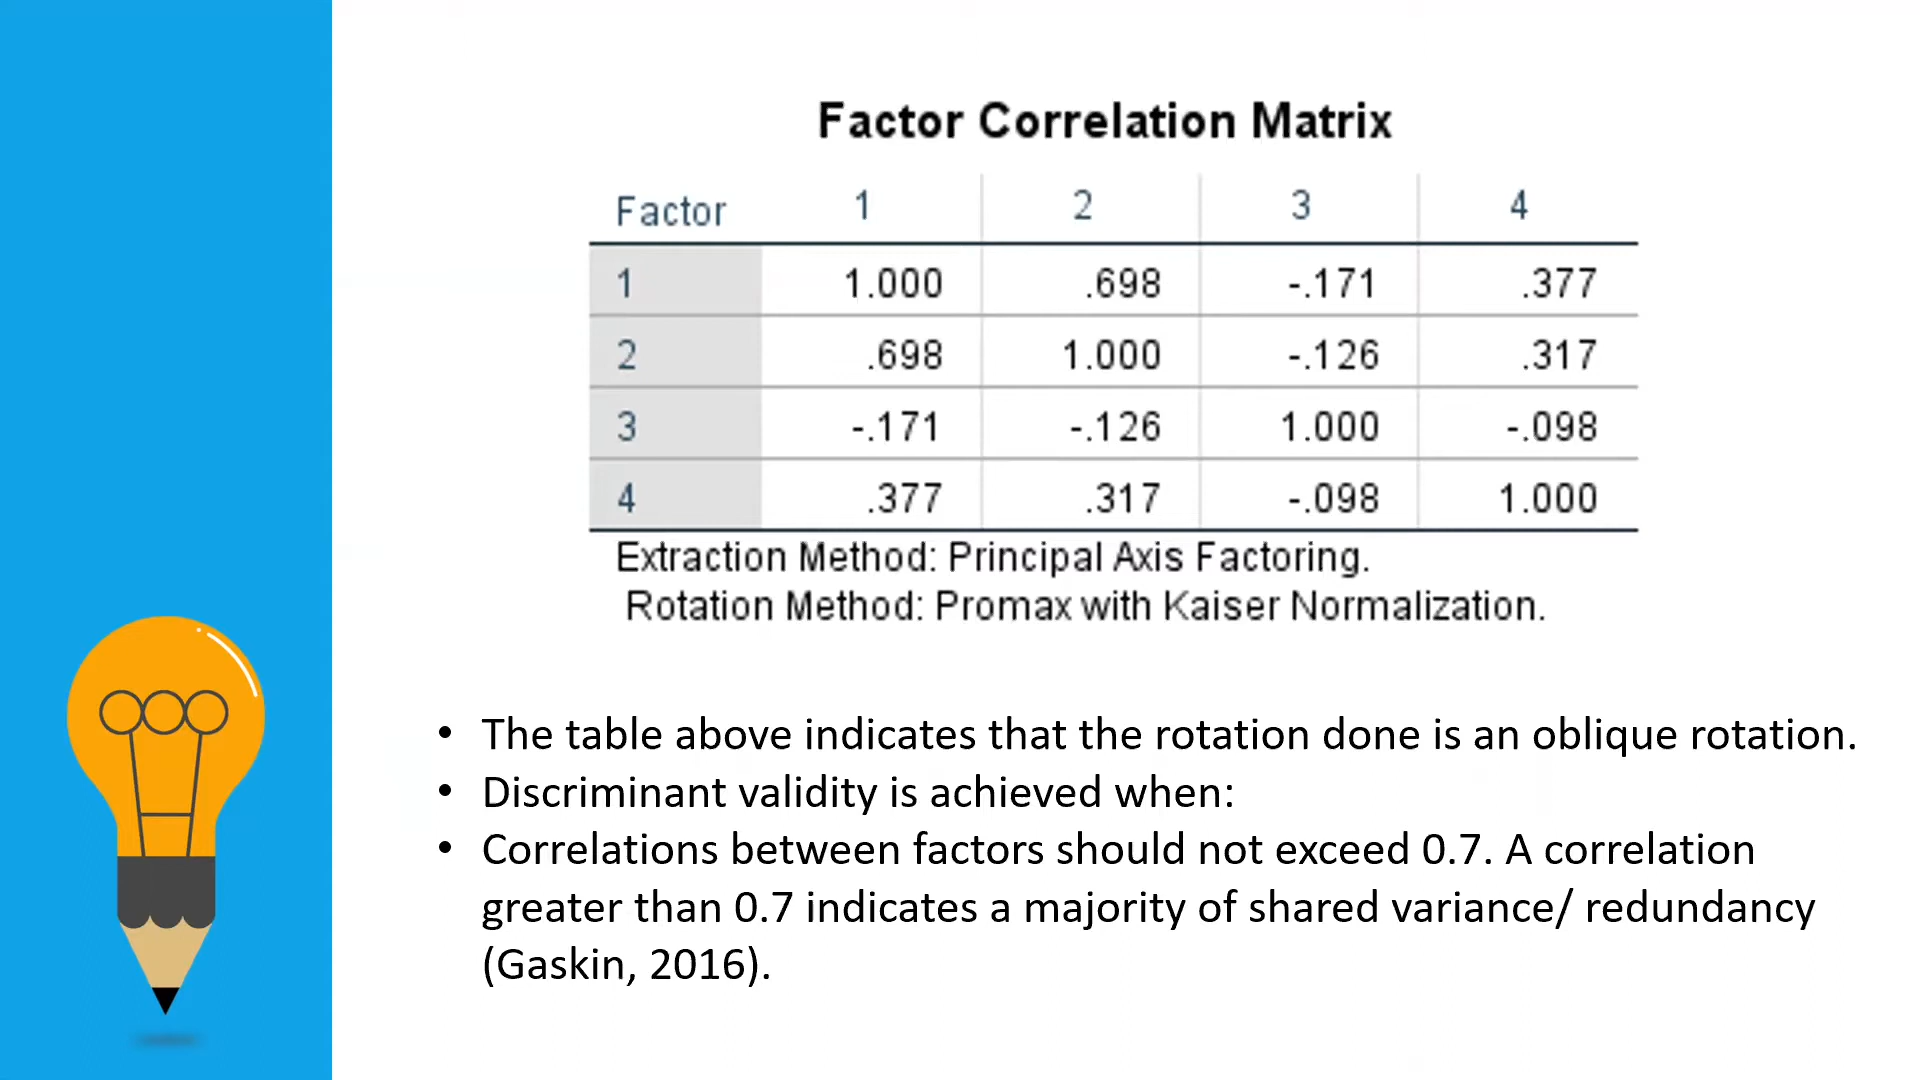 Factor Correlation Matrix
Factor 1 2 3 4
1 1.000 .698 -.171 .377
2 .698 1.000 -.126 .317
3 -.171 -.126 1.000 -.098
4 .377 .317 -.098 1.000
Extraction Method: Principal Axis Factoring.
Rotation Method: Promax with Kaiser Normalization.
• The table above indicates that the rotation done is an oblique rotation.
• Discriminant validity is achieved when:
• Correlations between factors should not exceed 0.7. A correlation
greater than 0.7 indicates a majority of shared variance/ redundancy
(Gaskin, 2016).